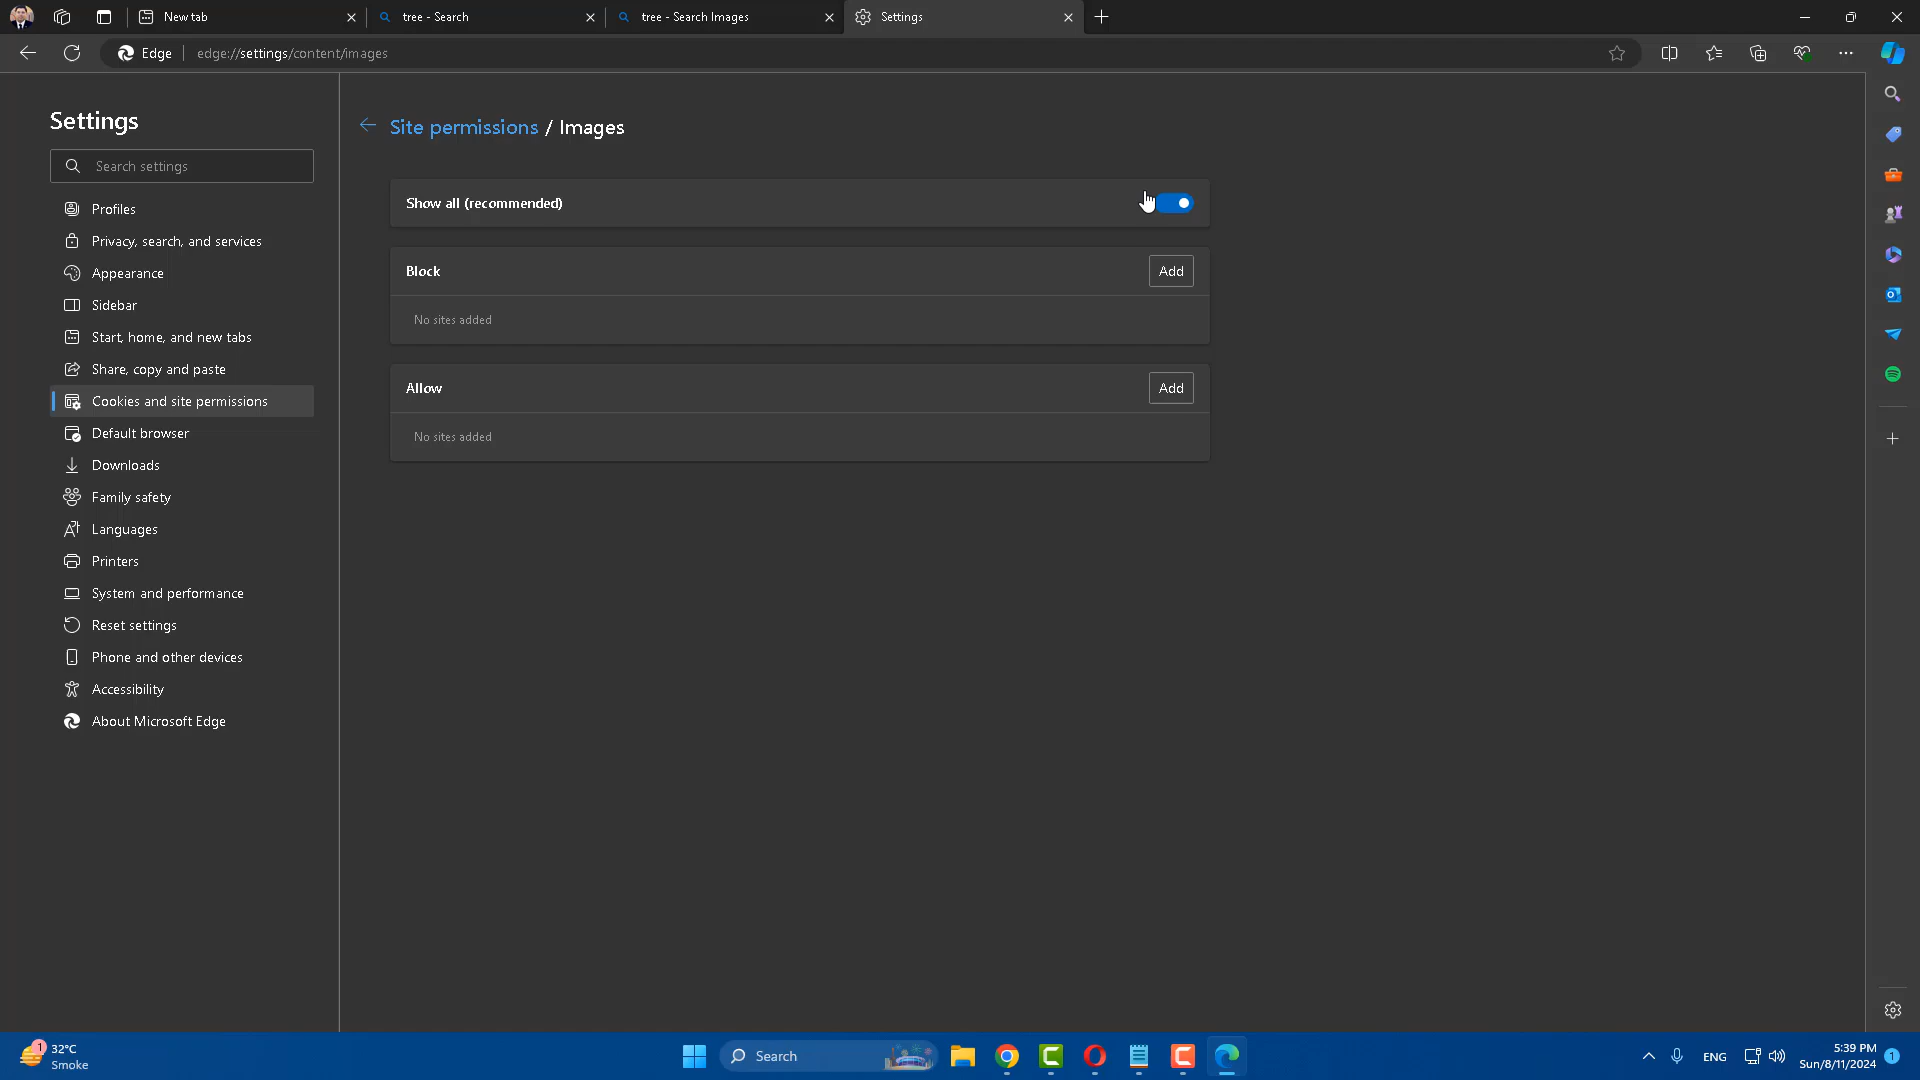 New tab
tree - Search
tree - Search Images
Settings
Edge
edge://settings/content/images
Settings
Search settings
Profiles
Privacy, search, and services
Appearance
Sidebar
Start, home, and new tabs
Share, copy and paste
Cookies and site permissions
Default browser
Downloads
Family safety
Languages
Printers
System and performance
Reset settings
Phone and other devices
Accessibility
About Microsoft Edge
Site permissions / Images
Show all (recommended)
Block
Add
No sites added
Allow
Add
No sites added
1
32°C
Smoke
Search
ENG
5:39 PM
Sun/8/11/2024
1